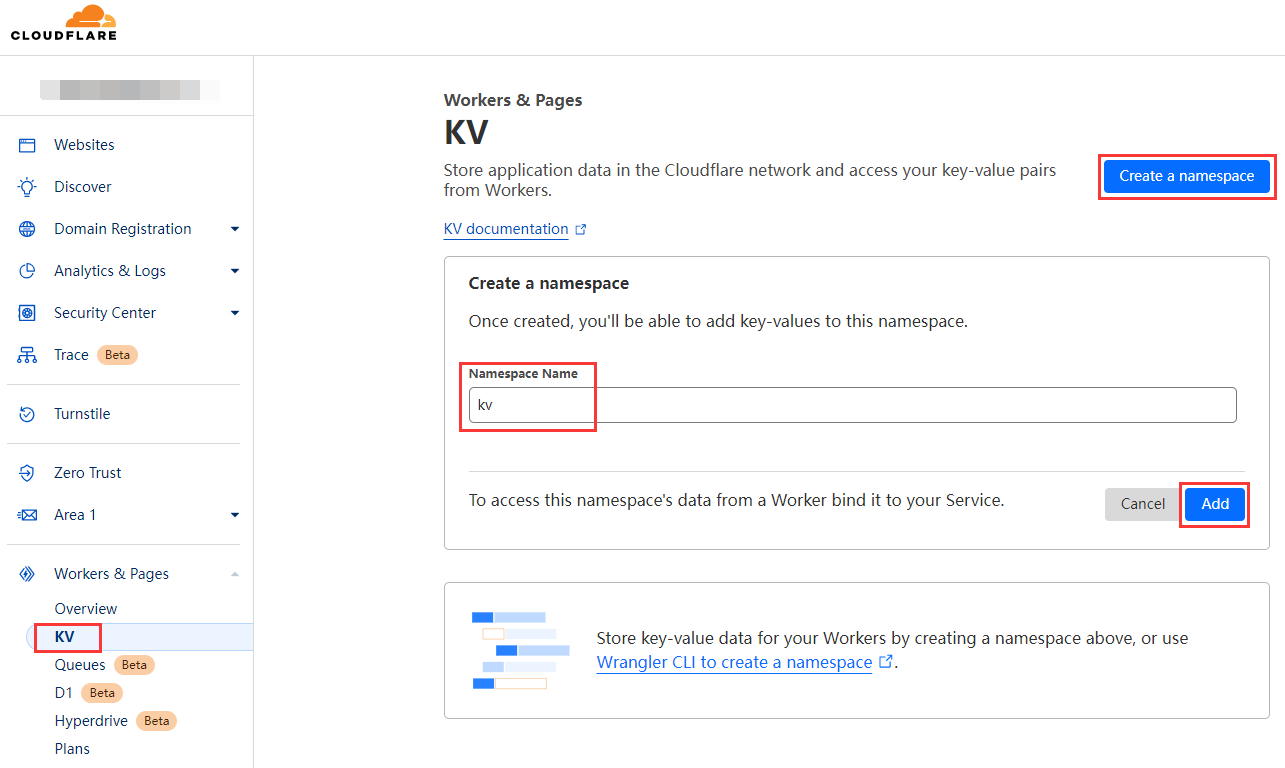 CLOUDFLARE
Websites
Discover
Domain Registration
Analytics & Logs
Security Center
Trace Beta
Turnstile
Zero Trust
Area 1
Workers & Pages
Overview
KV
Queues Beta
D1 Beta
Hyperdrive Beta
Plans
Workers & Pages
KV
Store application data in the Cloudflare network and access your key-value pairs
from Workers.
Create a namespace
KV documentation
Create a namespace
Once created, you'll be able to add key-values to this namespace.
Namespace Name
kv
To access this namespace's data from a Worker bind it to your Service.
Cancel
Add
Store key-value data for your Workers by creating a namespace above, or use
Wrangler CLI to create a namespace .